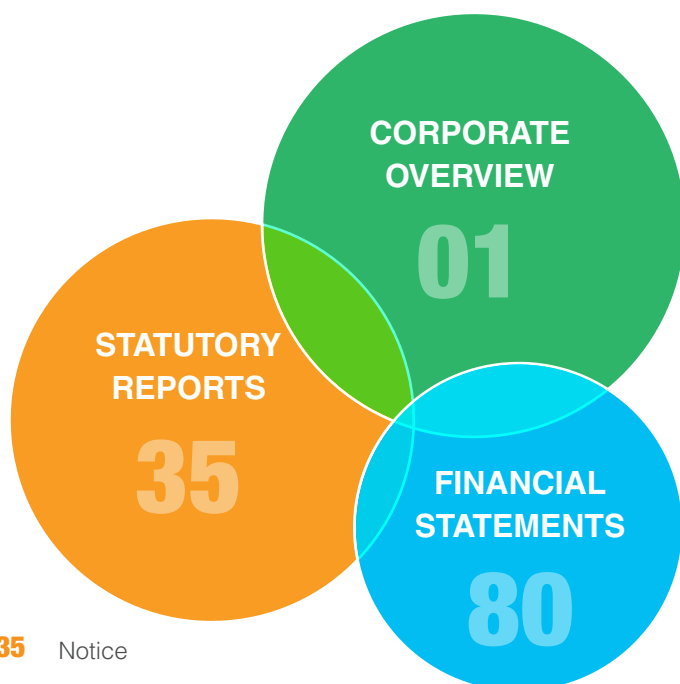 CORPORATE
OVERVIEW
01
STATUTORY
REPORTS
35
FINANCIAL
STATEMENTS
80
35 Notice